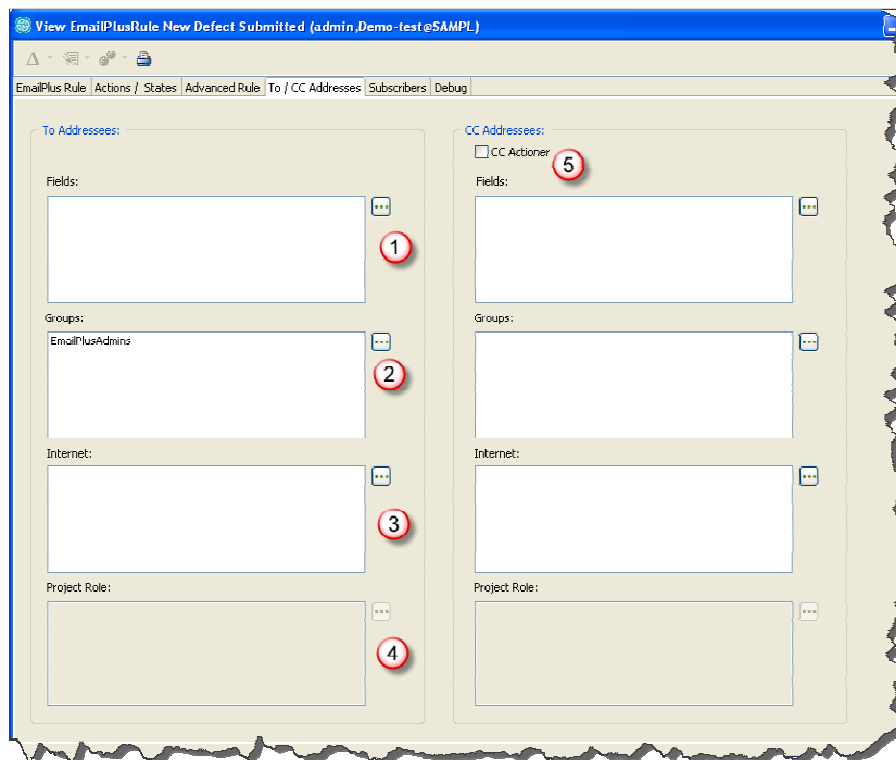 View EmailPlusRule New Defect Submitted (admin,Demo-test@SAMPL)
EmailPlus Rule Actions / States Advanced Rule To / CC Addresses Subscribers Debug
To Addressees:
Fields:
1
Groups:
EmailPlusAdmins
2
Internet:
3
Project Role:
4
CC Addressees:
CC Actioner
5
Fields:
Groups:
Internet:
Project Role: